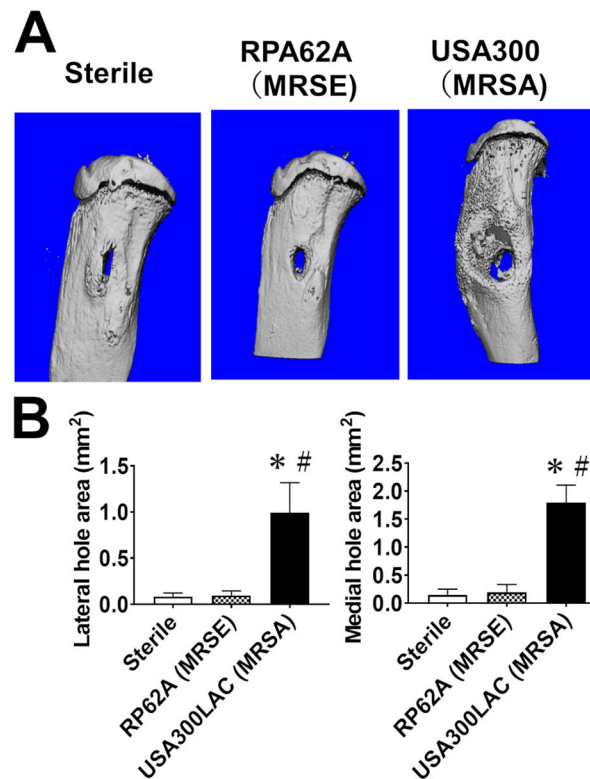 A
Sterile
RPA62A
（MRSE)
USA300
（MRSA)
B
Lateral hole area (mm²)
1.5
1.0
0.5
0.0
* #
Sterile
RP62A (MRSE)
USA300LAC (MRSA)
Medial hole area (mm²)
2.5
2.0
1.5
1.0
0.5
0.0
* #
Sterile
RP62A (MRSE)
USA300LAC (MRSA)